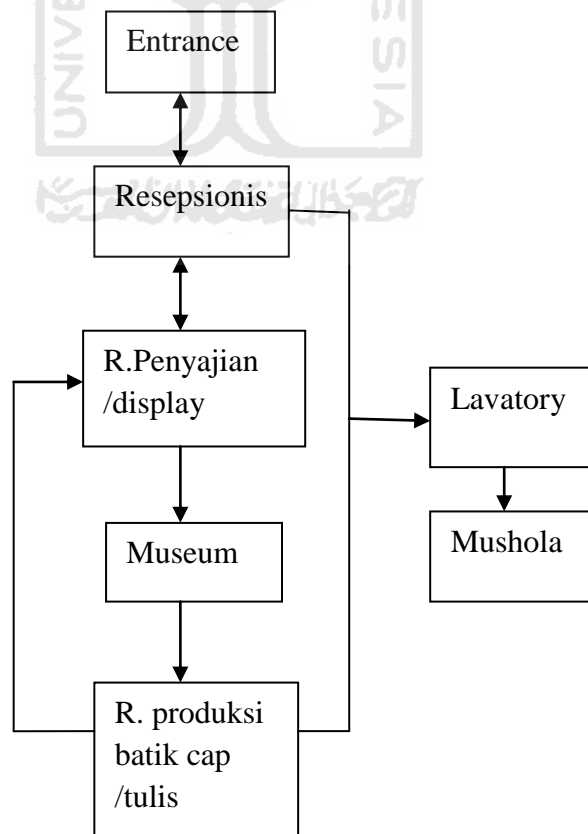 Entrance
Resepsionis
R.Penyajian
/display
Lavatory
Museum
Mushola
R. produksi
batik cap
/tulis